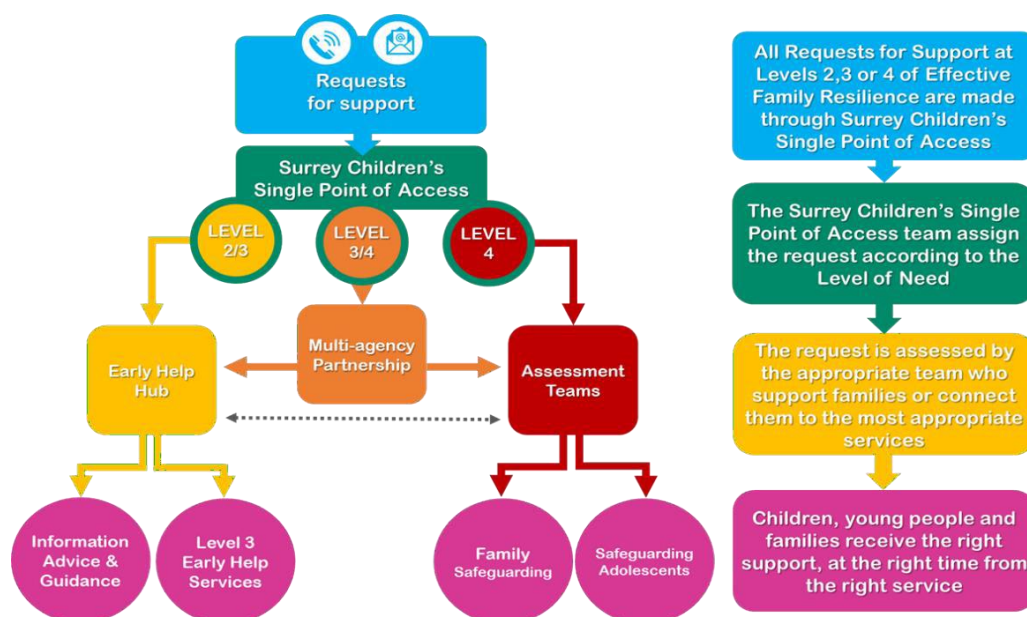 Requests
for support
Surrey Children's
Single Point of Access
LEVEL
2/3
LEVEL
3/4
LEVEL
4
Early Help
Hub
Multi-agency
Partnership
Assessment
Teams
Information
Advice &
Guidance
Level 3
Early Help
Services
Family
Safeguarding
Safeguarding
Adolescents
All Requests for Support at
Levels 2,3 or 4 of Effective
Family Resilience are made
through Surrey Children's
Single Point of Access
The Surrey Children's Single
Point of Access team assign
the request according to the
Level of Need
The request is assessed by
the appropriate team who
support families or connect
them to the most appropriate
services
Children, young people and
families receive the right
support, at the right time from
the right service